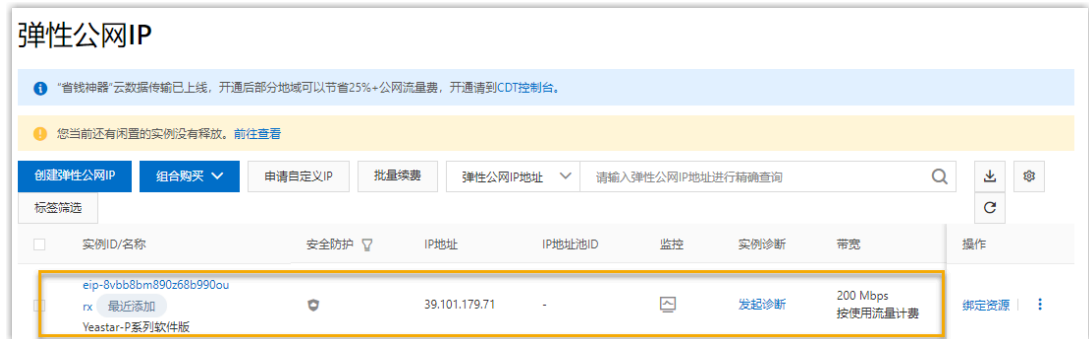 弹性公网IP
“省钱神器”云数据传输已上线，开通后部分地域可以节省25%+公网流量费，开通请到CDT控制台。
您当前还有闲置的实例没有释放。前往查看
创建弹性公网IP 组合购买 申请自定义IP 批量续费 弹性公网IP地址 请输入弹性公网IP地址进行精确查询
标签筛选
实例ID/名称 安全防护 IP地址 IP地址池ID 监控 实例诊断 带宽 操作
eip-8vbb8bm890z68b990ou
rx 最近添加 39.101.179.71 - 发起诊断 200 Mbps 绑定资源
Yeastar-P系列软件版 按使用流量计费